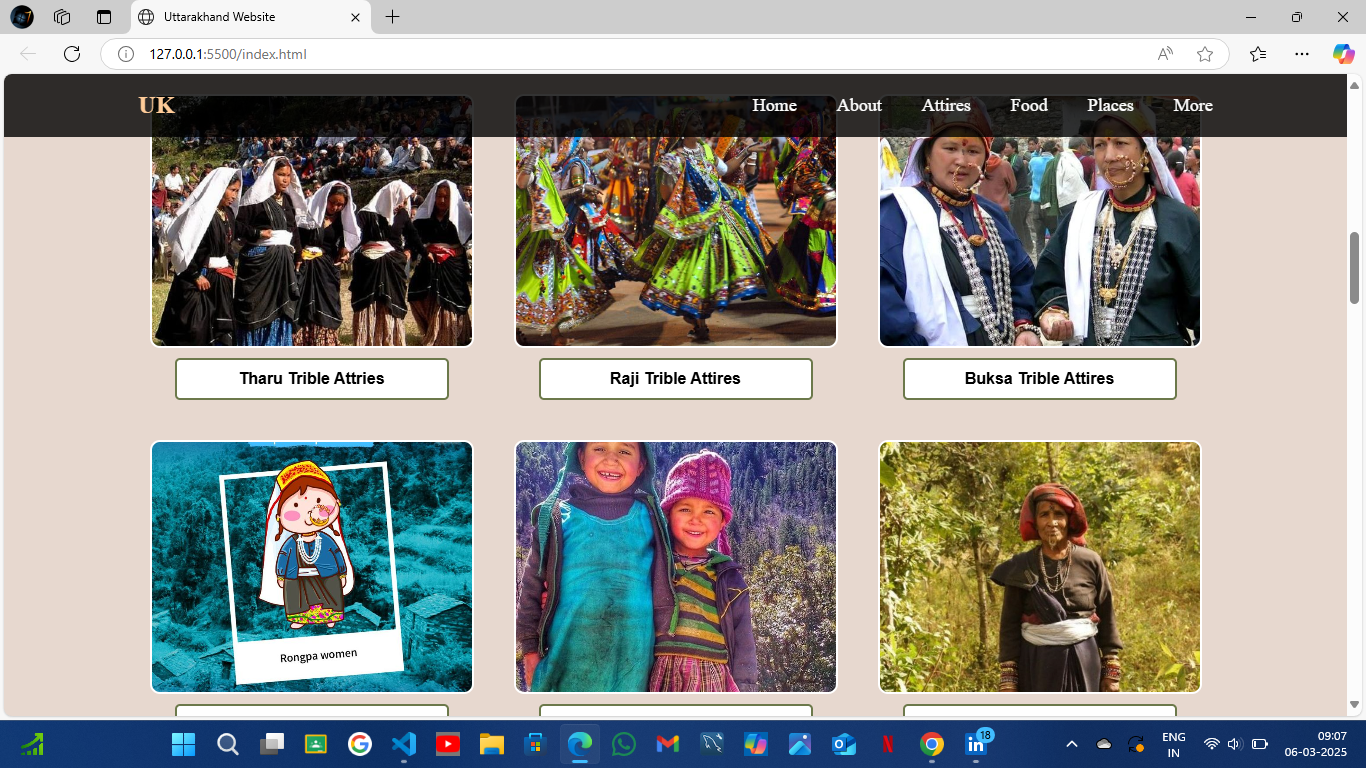 Uttarakhand Website
127.0.0.1:5500/index.html
UK
Home
About
Attires
Food
Places
More
Tharu Trible Attries
Raji Trible Attires
Buksa Trible Attires
Rongpa women
18
ENG
IN
09:07
06-03-2025